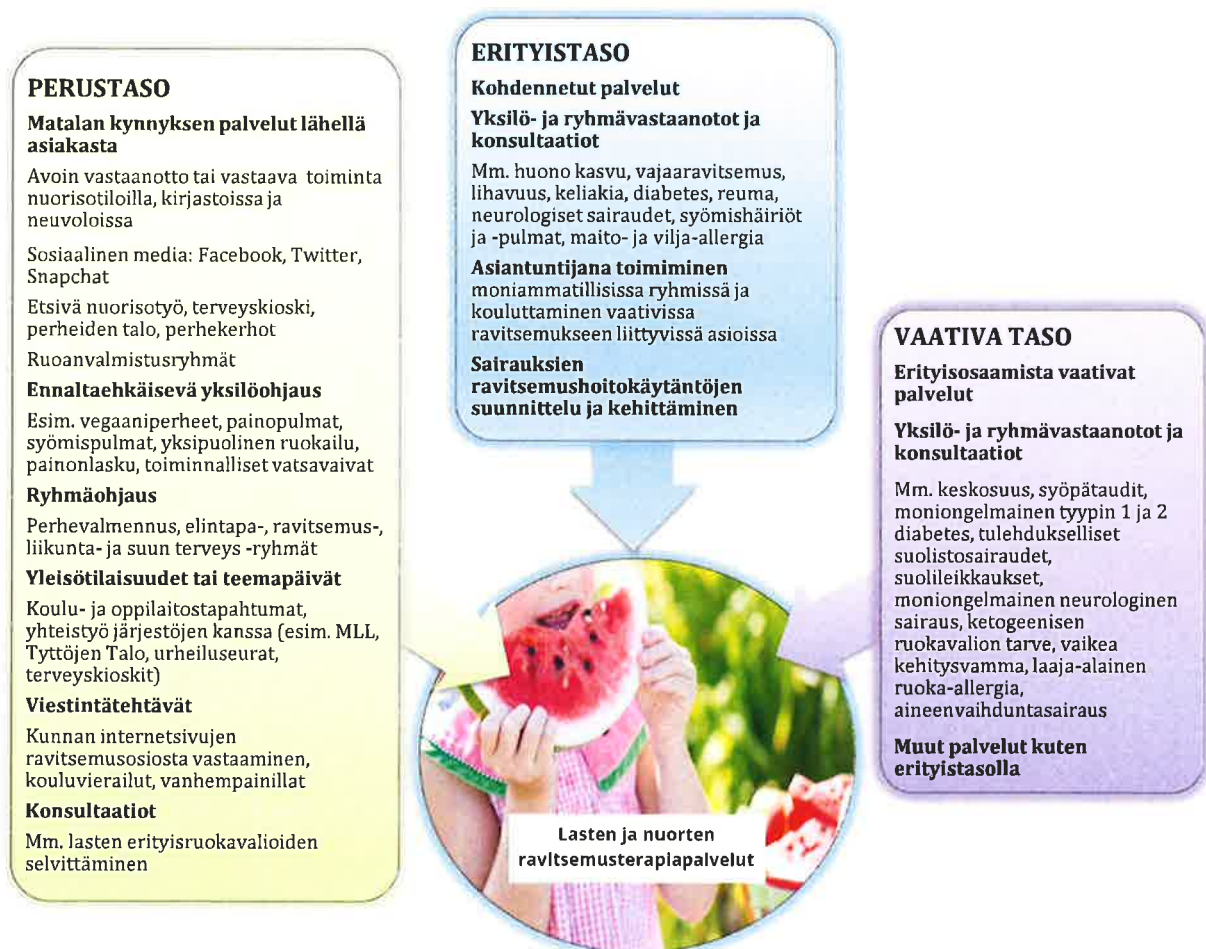 PERUSTASO
Matalan kynnyksen palvelut lähellä
asiakasta
Avoin vastaanotto tai vastaava toiminta
nuorisotiloilla, kirjastoissa ja
neuvoloissa
Sosiaalinen media: Facebook, Twitter,
Snapchat
Etsivä nuorisotyö, terveyskioski,
perheiden talo, perhekerhot
Ruoanvalmistusryhmät
Ennaltaehkäisevä yksilöohjaus
Esim. vegaaniperheet, painopulmat,
syömispulmat, yksipuolinen ruokailu,
painonlasku, toiminnalliset vatsavaivat
Ryhmäohjaus
Perhevalmennus, elintapa-, ravitsemus-,
liikunta- ja suun terveys -ryhmät
Yleisötilaisuudet tai teemapäivät
Koulu- ja oppilaitostapahtumat,
yhteistyö järjestöjen kanssa (esim. MLL,
Tyttöjen Talo, urheiluseurat,
terveyskioskit)
Viestintätehtävät
Kunnan internetsivujen
ravitsemusosiosta vastaaminen,
kouluvierailut, vanhempainillat
Konsultaatiot
Mm. lasten erityisruokavalioiden
selvittäminen
ERITYISTASO
Kohdennetut palvelut
Yksilö- ja ryhmävastaanotot ja
konsultaatiot
Mm. huono kasvu, vajaaravitsemus,
lihavuus, keliakia, diabetes, reuma,
neurologiset sairaudet, syömishäiriöt
ja -pulmat, maito- ja vilja-allergia
Asiantuntijana toimiminen
moniammatillisissa ryhmissä ja
kouluttaminen vaativissa
ravitsemukseen liittyvissä asioissa
Sairauksien
ravitsemushoitokäytäntöjen
suunnittelu ja kehittäminen
VAATIVA TASO
Erityisosaamista vaativat
palvelut
Yksilö- ja ryhmävastaanotot ja
konsultaatiot
Mm. keskosuus, syöpätaudit,
moniongelmainen tyypin 1 ja 2
diabetes, tulehdukselliset
suolistosairaudet,
suolileikkaukset,
moniongelmainen neurologinen
sairaus, ketogeenisen
ruokavalion tarve, vaikea
kehitysvamma, laaja-alainen
ruoka-allergia,
aineenvaihduntasairaus
Muut palvelut kuten
erityistasolla
Lasten ja nuorten
ravitsemusterapiapalvelut